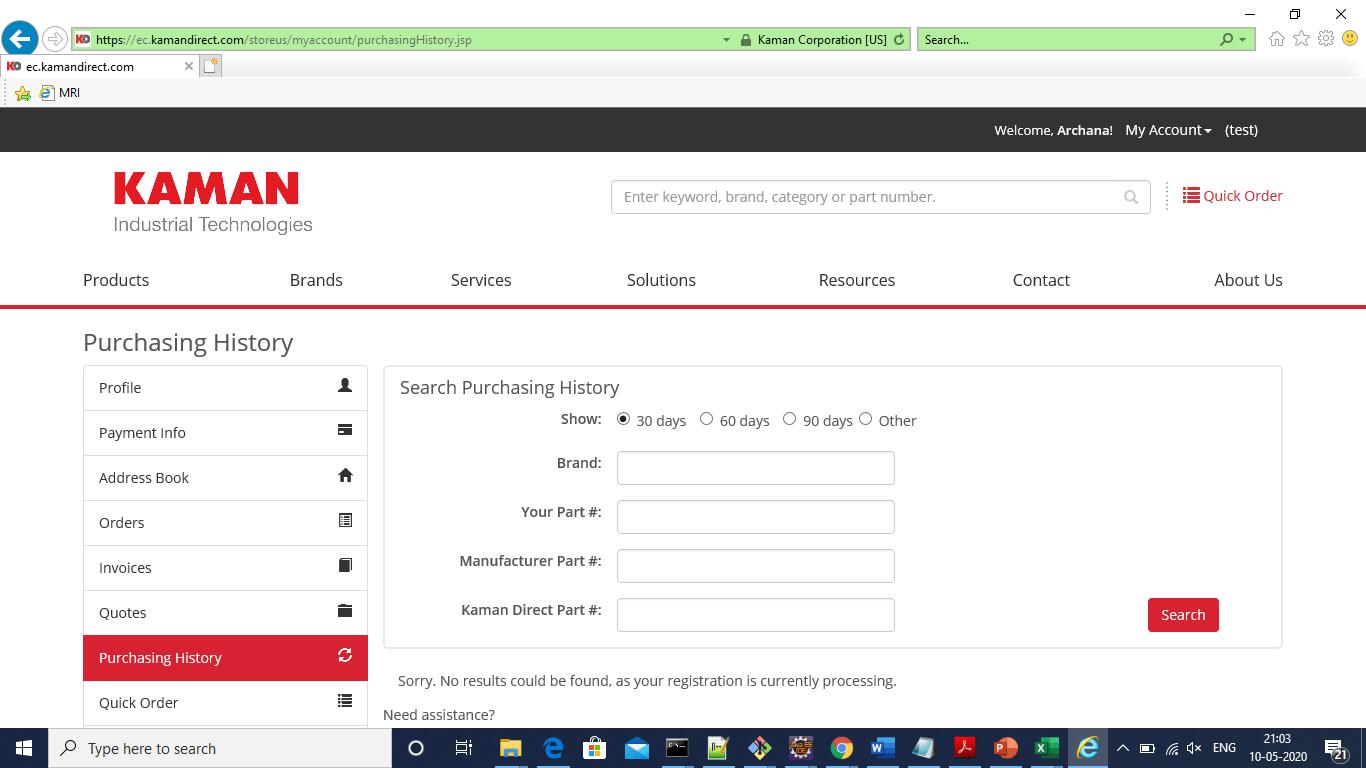 https://ec.kamandirect.com/storeus/myaccount/purchasingHistory.jsp
Kaman Corporation [US]
Search...
KD ec.kamandirect.com
MRI
Welcome, Archana! My Account (test)
KAMAN
Industrial Technologies
Enter keyword, brand, category or part number.
Quick Order
Products Brands Services Solutions Resources Contact About Us
Purchasing History
Profile
Payment Info
Address Book
Orders
Invoices
Quotes
Purchasing History
Quick Order
Search Purchasing History
Show: 30 days 60 days 90 days Other
Brand:
Your Part #:
Manufacturer Part #:
Kaman Direct Part #:
Search
Sorry. No results could be found, as your registration is currently processing.
Need assistance?
Type here to search
ENG
21:03
10-05-2020
21